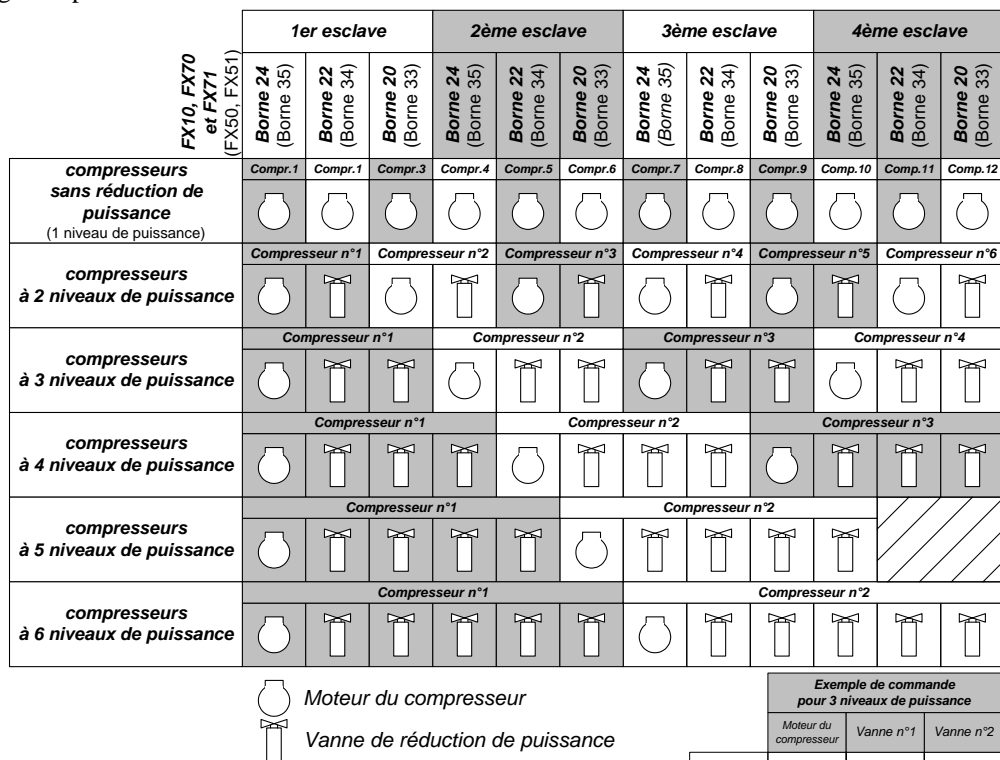 1er esclave 2ème esclave 3ème esclave 4ème esclave
FX10, FX70
et FX71
(FX50, FX51)
Borne 24 (Borne 35) Borne 22 (Borne 34) Borne 20 (Borne 33) Borne 24 (Borne 35) Borne 22 (Borne 34) Borne 20 (Borne 33) Borne 24 (Borne 35) Borne 22 (Borne 34) Borne 20 (Borne 33) Borne 24 (Borne 35) Borne 22 (Borne 34) Borne 20 (Borne 33)
compresseurs
sans réduction de
puissance
(1 niveau de puissance)
Compr.1 Compr.1 Compr.3 Compr.4 Compr.5 Compr.6 Compr.7 Compr.8 Compr.9 Comp.10 Comp.11 Comp.12
compresseurs
à 2 niveaux de puissance
Compresseur n°1 Compresseur n°2 Compresseur n°3 Compresseur n°4 Compresseur n°5 Compresseur n°6
compresseurs
à 3 niveaux de puissance
Compresseur n°1 Compresseur n°2 Compresseur n°3 Compresseur n°4
compresseurs
à 4 niveaux de puissance
Compresseur n°1 Compresseur n°2 Compresseur n°3
compresseurs
à 5 niveaux de puissance
Compresseur n°1 Compresseur n°2
compresseurs
à 6 niveaux de puissance
Compresseur n°1 Compresseur n°2
Moteur du compresseur
Vanne de réduction de puissance
Exemple de commande
pour 3 niveaux de puissance
Moteur du
compresseur
Vanne n°1 Vanne n°2